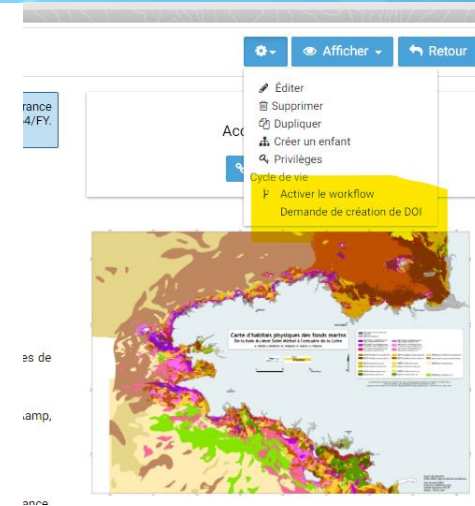 Afficher
Retour
Éditer
Supprimer
Dupliquer
Créer un enfant
Privilèges
Cycle de vie
Activer le workflow
Demande de création de DOI
rance
4/FY.
Acc
es de
&amp,
ance
Carte d'habitats physiques des fonds marins
De la baie du Mont Saint Michel à l'estuaire de la Loire